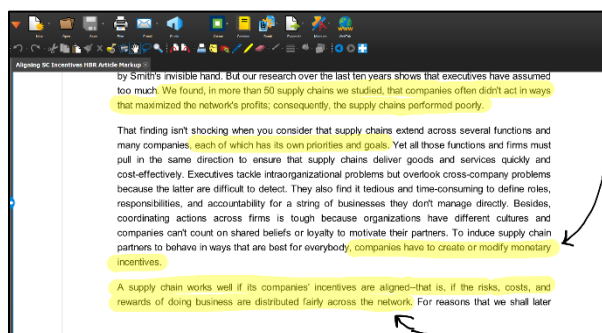 Aligning SC Incentives HBR Article Markup
by Smith's invisible hand. But our research over the last ten years shows that executives have assumed
too much. We found, in more than 50 supply chains we studied, that companies often didn't act in ways
that maximized the network's profits; consequently, the supply chains performed poorly.
That finding isn't shocking when you consider that supply chains extend across several functions and
many companies, each of which has its own priorities and goals. Yet all those functions and firms must
pull in the same direction to ensure that supply chains deliver goods and services quickly and
cost-effectively. Executives tackle intraorganizational problems but overlook cross-company problems
because the latter are difficult to detect. They also find it tedious and time-consuming to define roles,
responsibilities, and accountability for a string of businesses they don't manage directly. Besides,
coordinating actions across firms is tough because organizations have different cultures and
companies can't count on shared beliefs or loyalty to motivate their partners. To induce supply chain
partners to behave in ways that are best for everybody, companies have to create or modify monetary
incentives.
A supply chain works well if its companies' incentives are aligned–that is, if the risks, costs, and
rewards of doing business are distributed fairly across the network. For reasons that we shall later